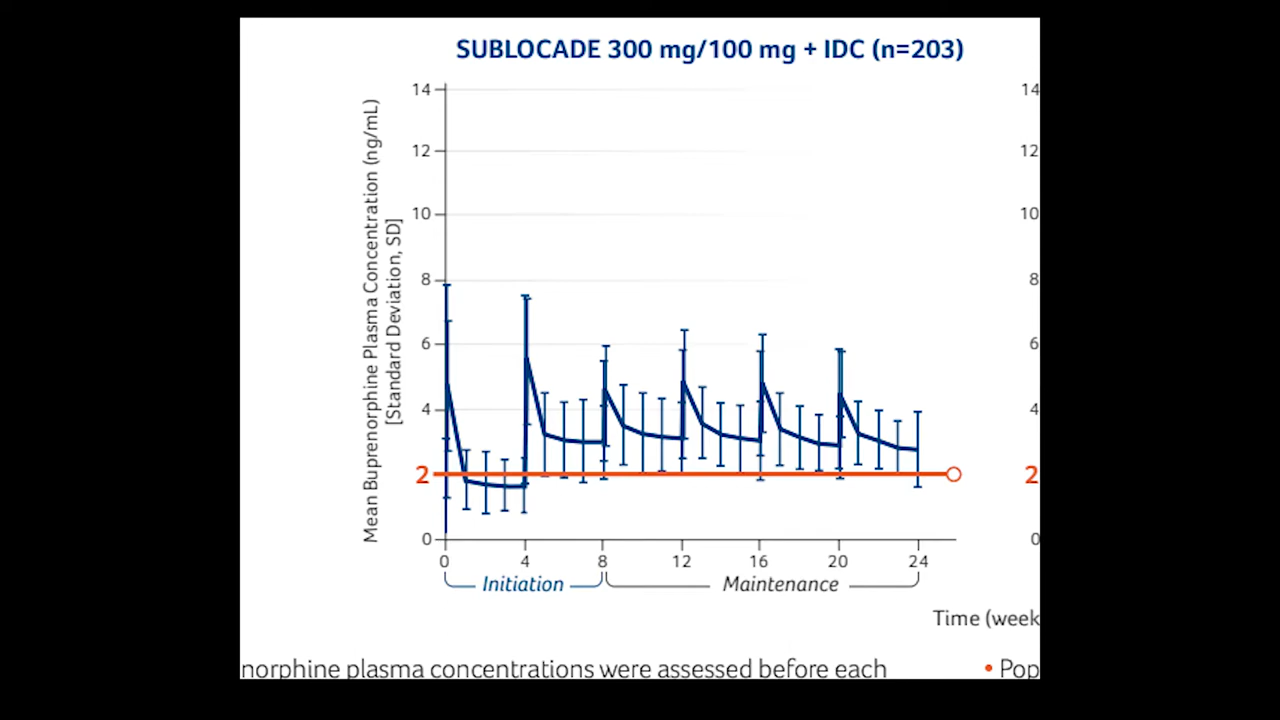 SUBLOCADE 300 mg/100 mg + IDC (n=203)
Mean Buprenorphine Plasma Concentration (ng/mL)
[Standard Deviation, SD]
14
12
10
8
6
4
2
0
0 4 8 12 16 20 24
Initiation Maintenance
14
12
10
8
6
4
2
0
Time (week
norphine plasma concentrations were assessed before each
• Pop